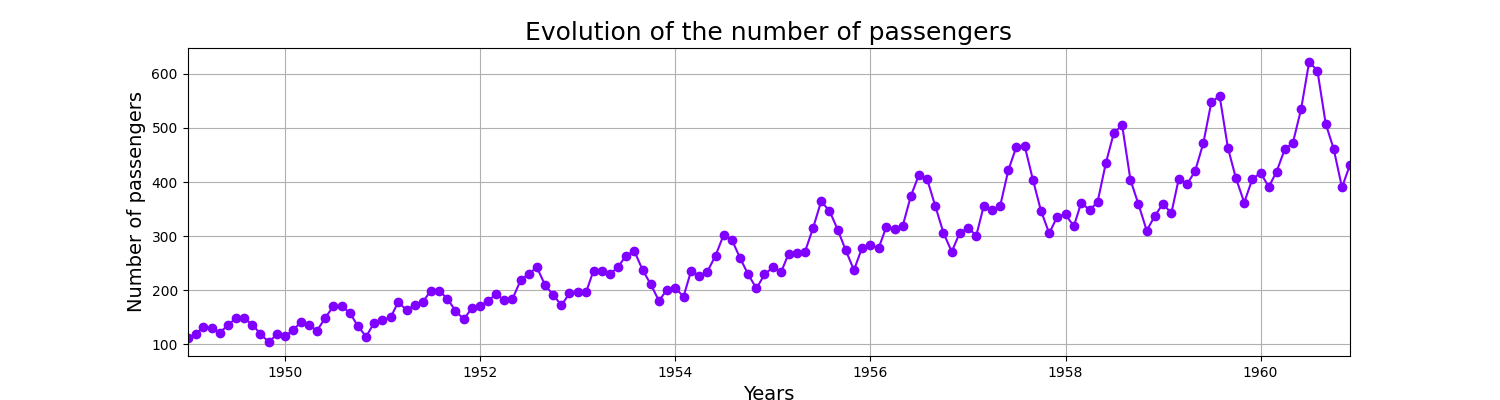 Evolution of the number of passengers
Number of passengers
600
500
400
300
200
100
1950 1952 1954 1956 1958 1960
Years